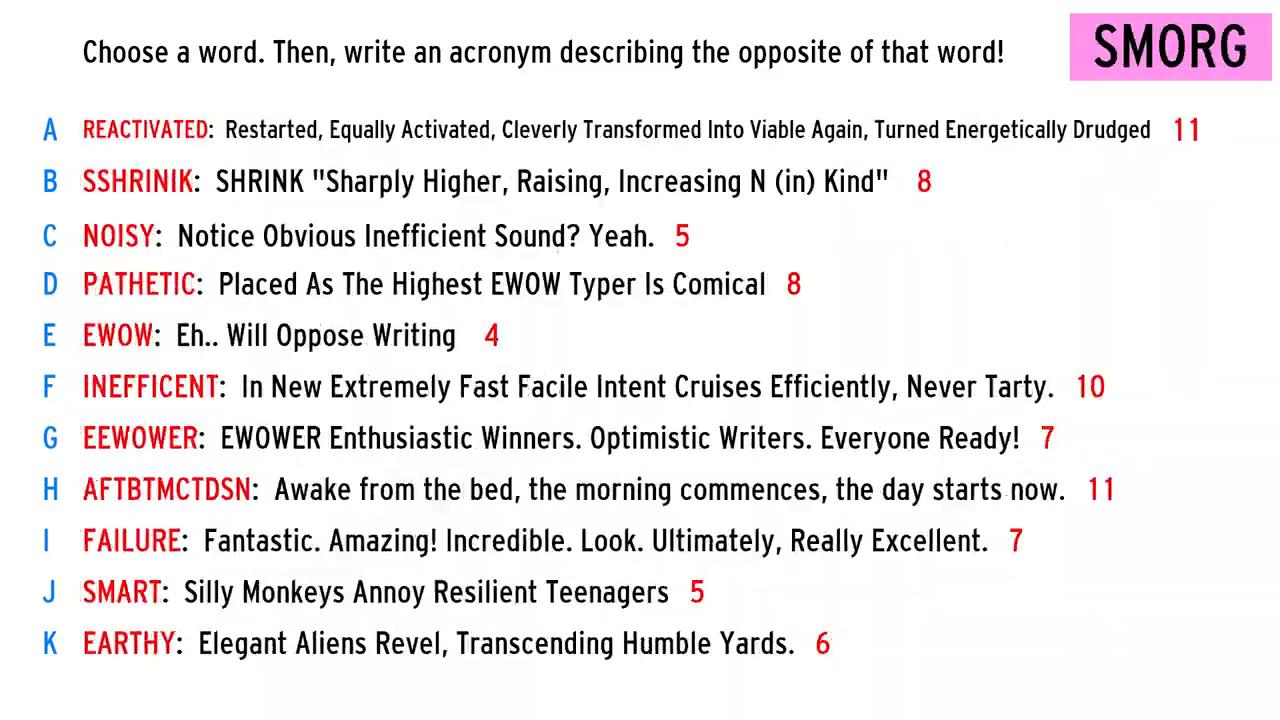 Choose a word. Then, write an acronym describing the opposite of that word!
SMORG
A REACTIVATED: Restarted, Equally Activated, Cleverly Transformed Into Viable Again, Turned Energetically Drudged 11
B SSHRINIK: SHRINK "Sharply Higher, Raising, Increasing N (in) Kind" 8
C NOISY: Notice Obvious Inefficient Sound? Yeah. 5
D PATHETIC: Placed As The Highest EWOW Typer Is Comical 8
E EWOW: Eh.. Will Oppose Writing 4
F INEFFICENT: In New Extremely Fast Facile Intent Cruises Efficiently, Never Tarty. 10
G EEWOWER: EWOWER Enthusiastic Winners. Optimistic Writers. Everyone Ready! 7
H AFTBTMCTDSN: Awake from the bed, the morning commences, the day starts now. 11
I FAILURE: Fantastic. Amazing! Incredible. Look. Ultimately, Really Excellent. 7
J SMART: Silly Monkeys Annoy Resilient Teenagers 5
K EARTHY: Elegant Aliens Revel, Transcending Humble Yards. 6